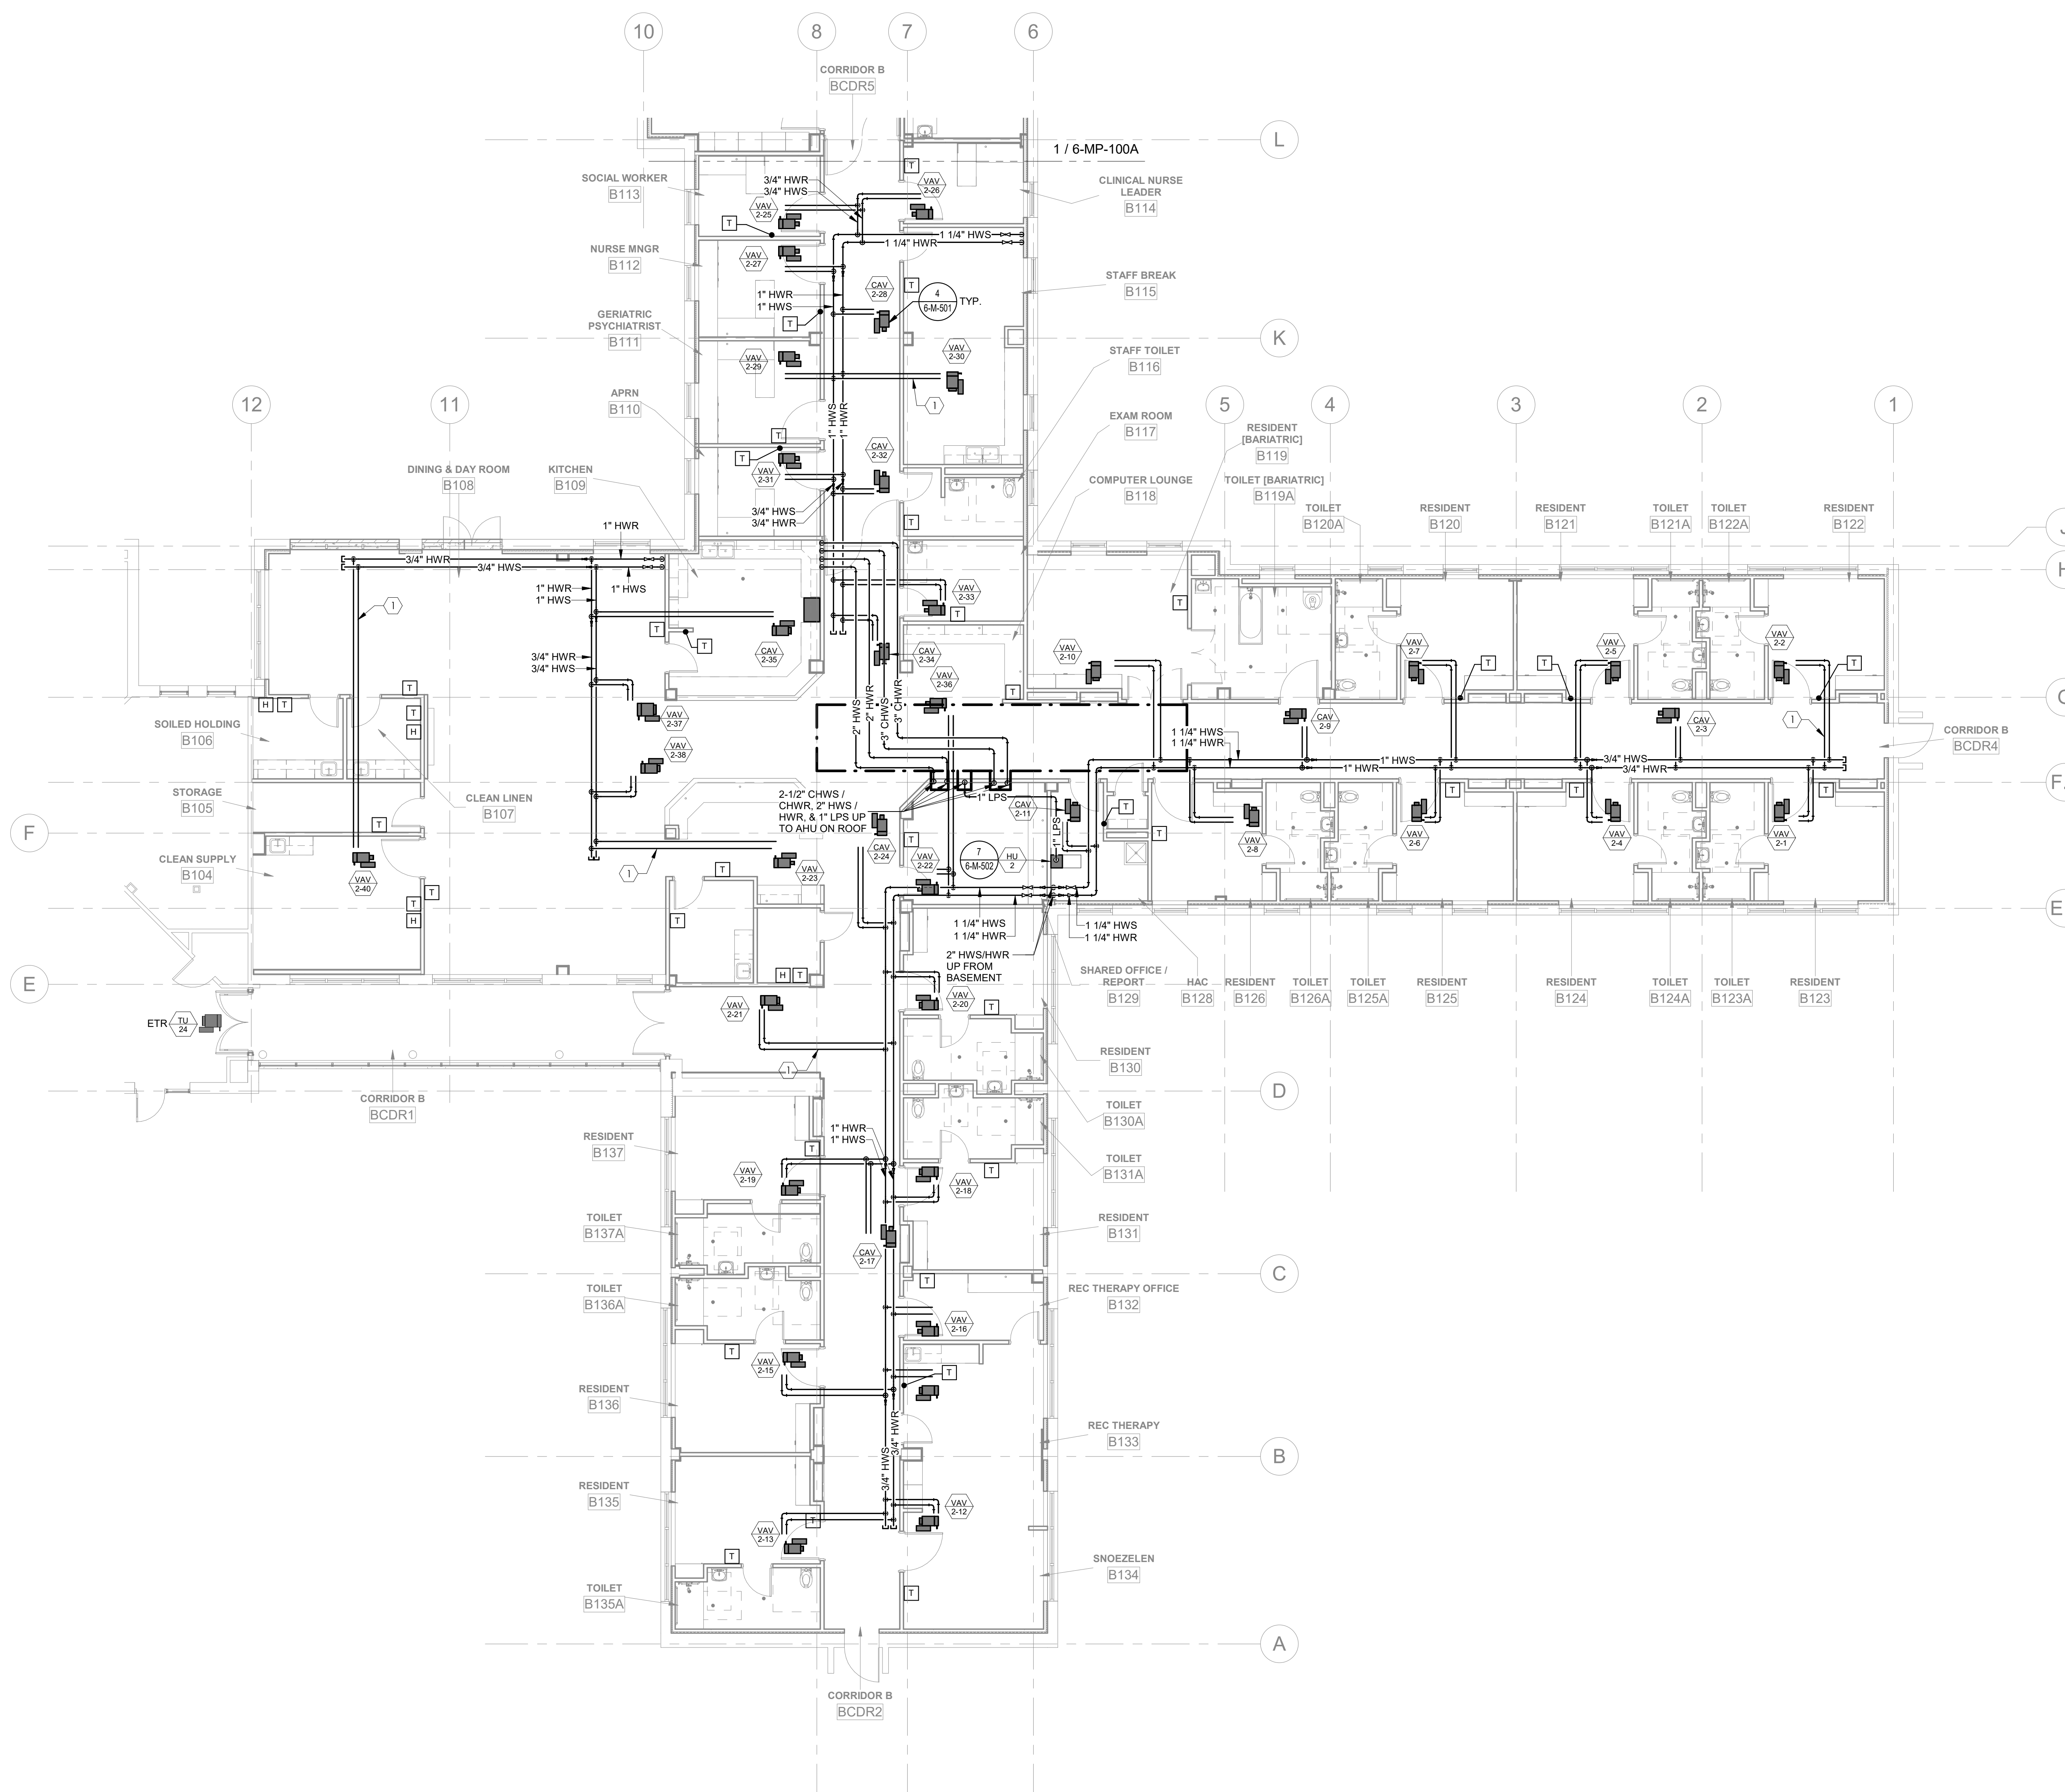 10
8
7
6
CORRIDOR B
BCDR5
L
1 / 6-MP-100A
SOCIAL WORKER
B113
3/4" HWR
3/4" HWS
VAV
2-25
VAV
2-26
T
T
CLINICAL NURSE
LEADER
B114
1 1/4" HWS
1 1/4" HWR
NURSE MNGR
B112
VAV
2-27
1" HWR
1" HWS
CAV
2-28
T
4
6-M-501
TYP.
STAFF BREAK
B115
GERIATRIC
PSYCHIATRIST
B111
T
K
VAV
2-29
VAV
2-30
STAFF TOILET
B116
12
11
APRN
B110
1
1" HWS
1" HWR
EXAM ROOM
B117
5
4
3
2
1
RESIDENT
[BARIATRIC]
B119
T
T
DINING & DAY ROOM
B108
KITCHEN
B109
VAV
2-31
CAV
2-32
COMPUTER LOUNGE
B118
TOILET [BARIATRIC]
B119A
TOILET
B120A
RESIDENT
B120
RESIDENT
B121
TOILET
B121A
TOILET
B122A
RESIDENT
B122
3/4" HWS
3/4" HWR
T
1" HWR
3/4" HWR
3/4" HWS
1" HWR
1" HWS
1" HWS
1
VAV
2-33
T
T
H
T
T
CAV
2-35
3/4" HWR
3/4" HWS
CAV
2-34
VAV
2-36
VAV
2-10
VAV
2-7
T
T
VAV
2-5
VAV
2-2
T
H
T
T
T
H
T
2" HWS
2" HWR
3" CHWS
3" CHWR
VAV
2-37
CAV
2-9
CAV
2-3
1
SOILED HOLDING
B106
VAV
2-38
1 1/4" HWS
1 1/4" HWR
1" HWS
1" HWR
3/4" HWS
3/4" HWR
CORRIDOR B
BCDR4
STORAGE
B105
CLEAN LINEN
B107
2-1/2" CHWS /
CHWR, 2" HWS /
HWR, & 1" LPS UP
TO AHU ON ROOF
1" LPS
CAV
2-11
1" LPS
T
T
T
T
T
F
T
T
CAV
2-24
VAV
2-8
VAV
2-6
VAV
2-4
VAV
2-1
CLEAN SUPPLY
B104
VAV
2-40
1
T
VAV
2-23
VAV
2-22
7
6-M-502
HU
2
T
T
H
T
E
1 1/4" HWS
1 1/4" HWR
1 1/4" HWS
1 1/4" HWR
2" HWS/HWR
UP FROM
BASEMENT
H
T
E
SHARED OFFICE /
REPORT
B129
HAC
B128
RESIDENT
B126
TOILET
B126A
TOILET
B125A
RESIDENT
B125
RESIDENT
B124
TOILET
B124A
TOILET
B123A
RESIDENT
B123
ETR
TU
24
VAV
2-21
VAV
2-20
T
1
RESIDENT
B130
D
CORRIDOR B
BCDR1
TOILET
B130A
RESIDENT
B137
1" HWR
1" HWS
T
TOILET
B131A
VAV
2-19
T
VAV
2-18
TOILET
B137A
RESIDENT
B131
CAV
2-17
T
C
TOILET
B136A
REC THERAPY OFFICE
B132
VAV
2-16
T
VAV
2-15
T
RESIDENT
B136
REC THERAPY
B133
3/4" HWS
3/4" HWR
B
RESIDENT
B135
VAV
2-12
T
VAV
2-13
T
SNOEZELEN
B134
TOILET
B135A
T
A
CORRIDOR B
BCDR2